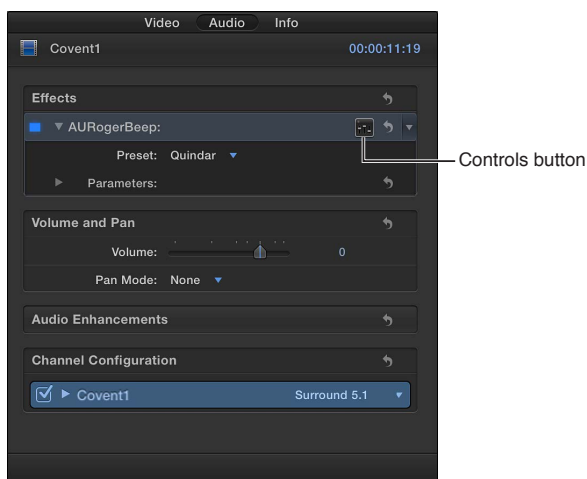 Video Audio Info
Covent1 00:00:11:19
Effects
AURogerBeep:
Controls button
Preset: Quindar
Parameters:
Volume and Pan
Volume: 0
Pan Mode: None
Audio Enhancements
Channel Configuration
Covent1 Surround 5.1